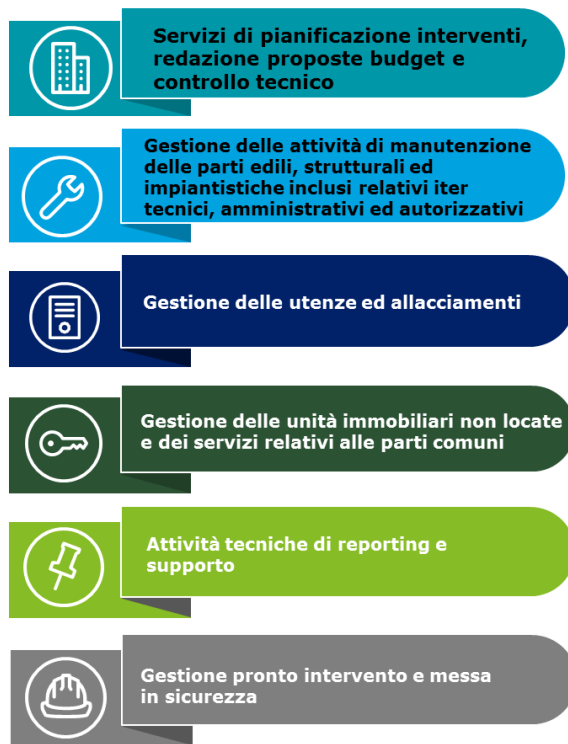 Servizi di pianificazione interventi,
redazione proposte budget e
controllo tecnico
Gestione delle attività di manutenzione
delle parti edili, strutturali ed
impiantistiche inclusi relativi iter
tecnici, amministrativi ed autorizzativi
Gestione delle utenze ed allacciamenti
Gestione delle unità immobiliari non locate
e dei servizi relativi alle parti comuni
Attività tecniche di reporting e
supporto
Gestione pronto intervento e messa
in sicurezza